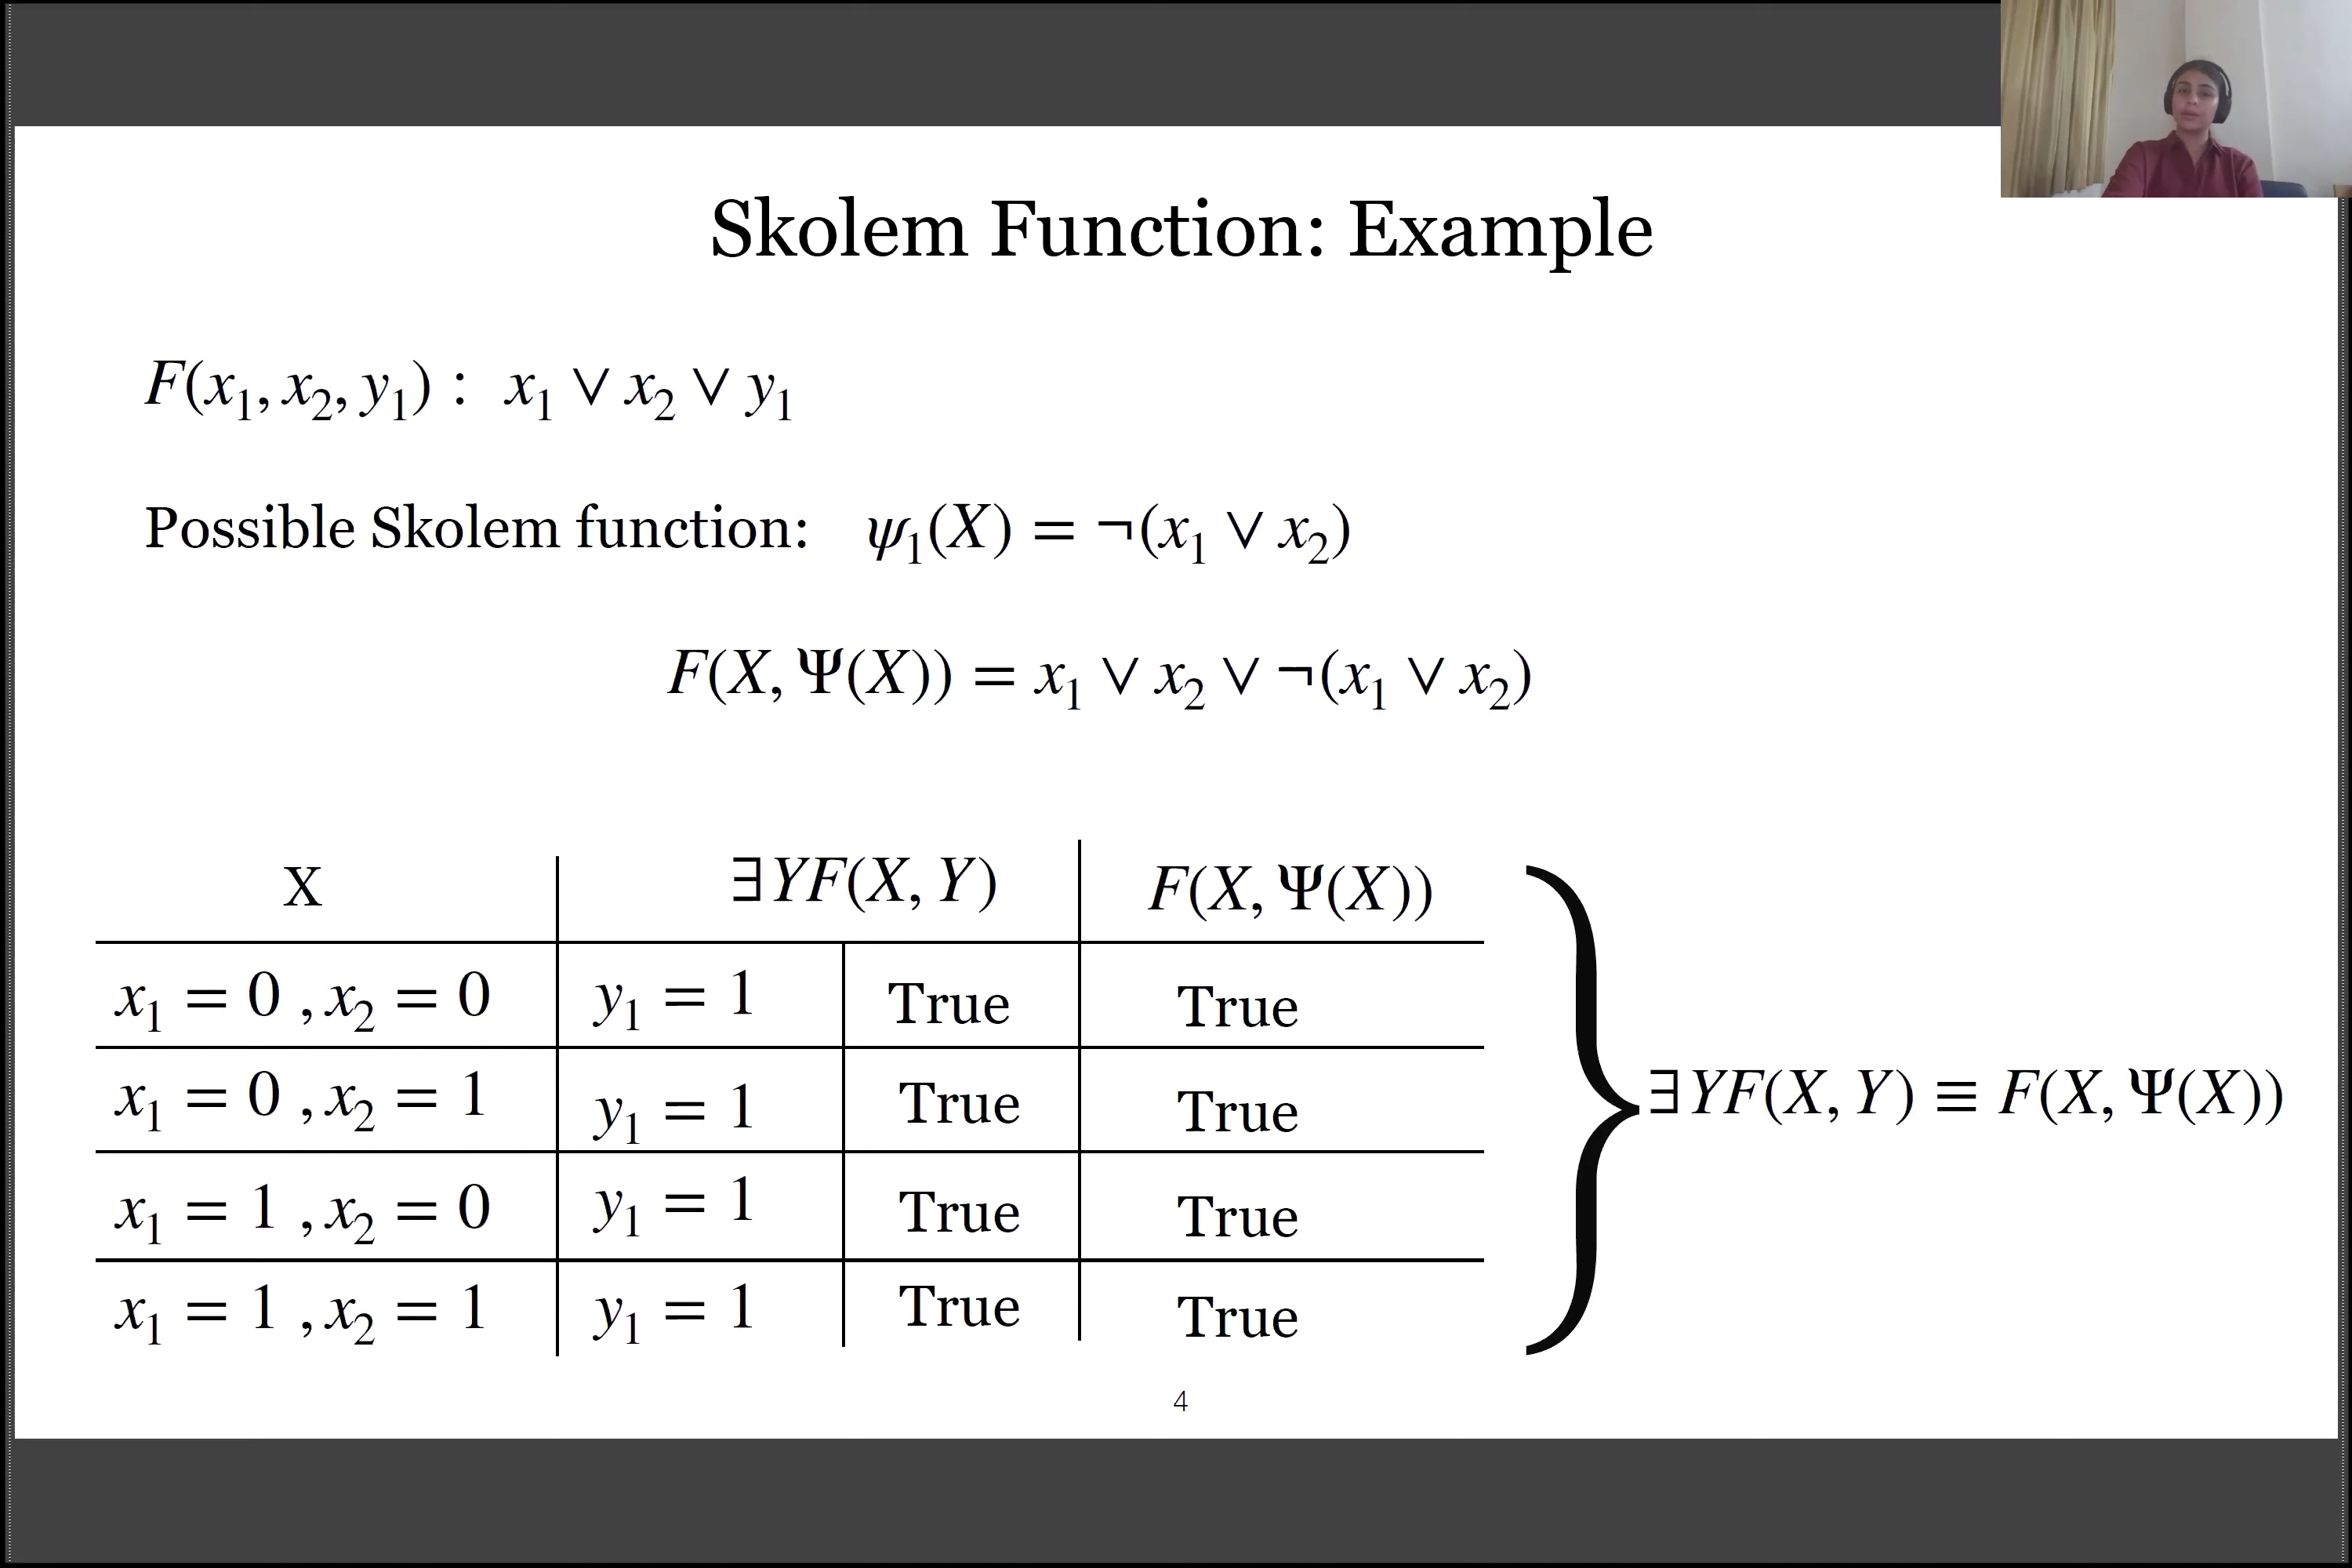 Skolem Function: Example
F(x₁, x₂, y₁) : x₁ ∨ x₂ ∨ y₁
Possible Skolem function: ψ₁(X) = ¬(x₁ ∨ x₂)
F(X, Ψ(X)) = x₁ ∨ x₂ ∨ ¬(x₁ ∨ x₂)
X ∃YF(X, Y) F(X, Ψ(X))
x₁ = 0 , x₂ = 0 y₁ = 1 True True
x₁ = 0 , x₂ = 1 y₁ = 1 True True
∃YF(X, Y) ≡ F(X, Ψ(X))
x₁ = 1 , x₂ = 0 y₁ = 1 True True
x₁ = 1 , x₂ = 1 y₁ = 1 True True
4